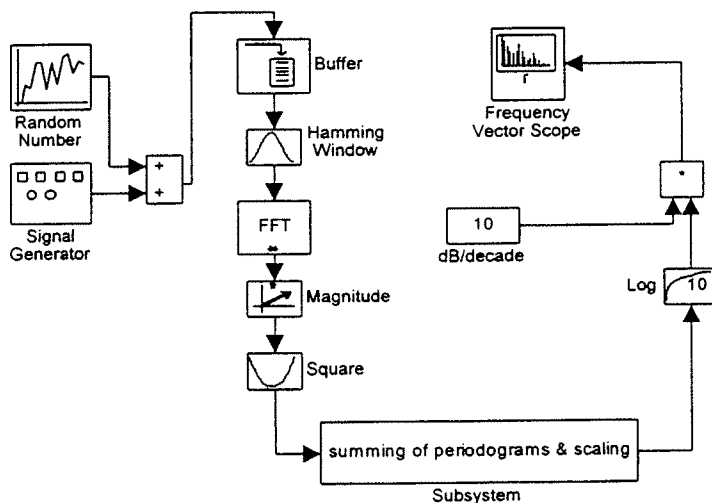 Random
Number
+
+
Signal
Generator
Buffer
Hamming
Window
FFT
Magnitude
Square
summing of periodograms & scaling
Subsystem
Log
10
10
dB/decade
*
Frequency
Vector Scope